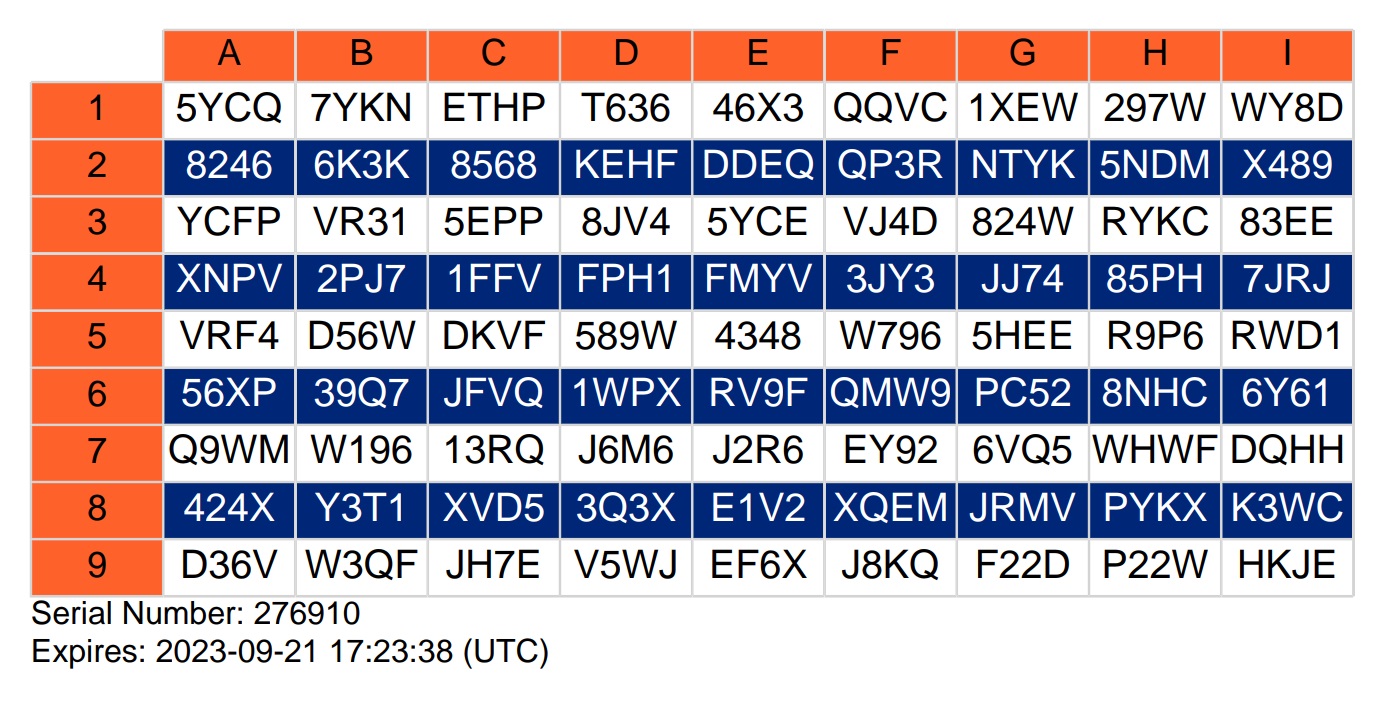 A B C D E F G H I
1 5YCQ 7YKN ETHP T636 46X3 QQVC 1XEW 297W WY8D
2 8246 6K3K 8568 KEHF DDEQ QP3R NTYK 5NDM X489
3 YCFP VR31 5EPP 8JV4 5YCE VJ4D 824W RYKC 83EE
4 XNPV 2PJ7 1FFV FPH1 FMYV 3JY3 JJ74 85PH 7JRJ
5 VRF4 D56W DKVF 589W 4348 W796 5HEE R9P6 RWD1
6 56XP 39Q7 JFVQ 1WPX RV9F QMW9 PC52 8NHC 6Y61
7 Q9WM W196 13RQ J6M6 J2R6 EY92 6VQ5 WHWF DQHH
8 424X Y3T1 XVD5 3Q3X E1V2 XQEM JRMV PYKX K3WC
9 D36V W3QF JH7E V5WJ EF6X J8KQ F22D P22W HKJE
Serial Number: 276910
Expires: 2023-09-21 17:23:38 (UTC)